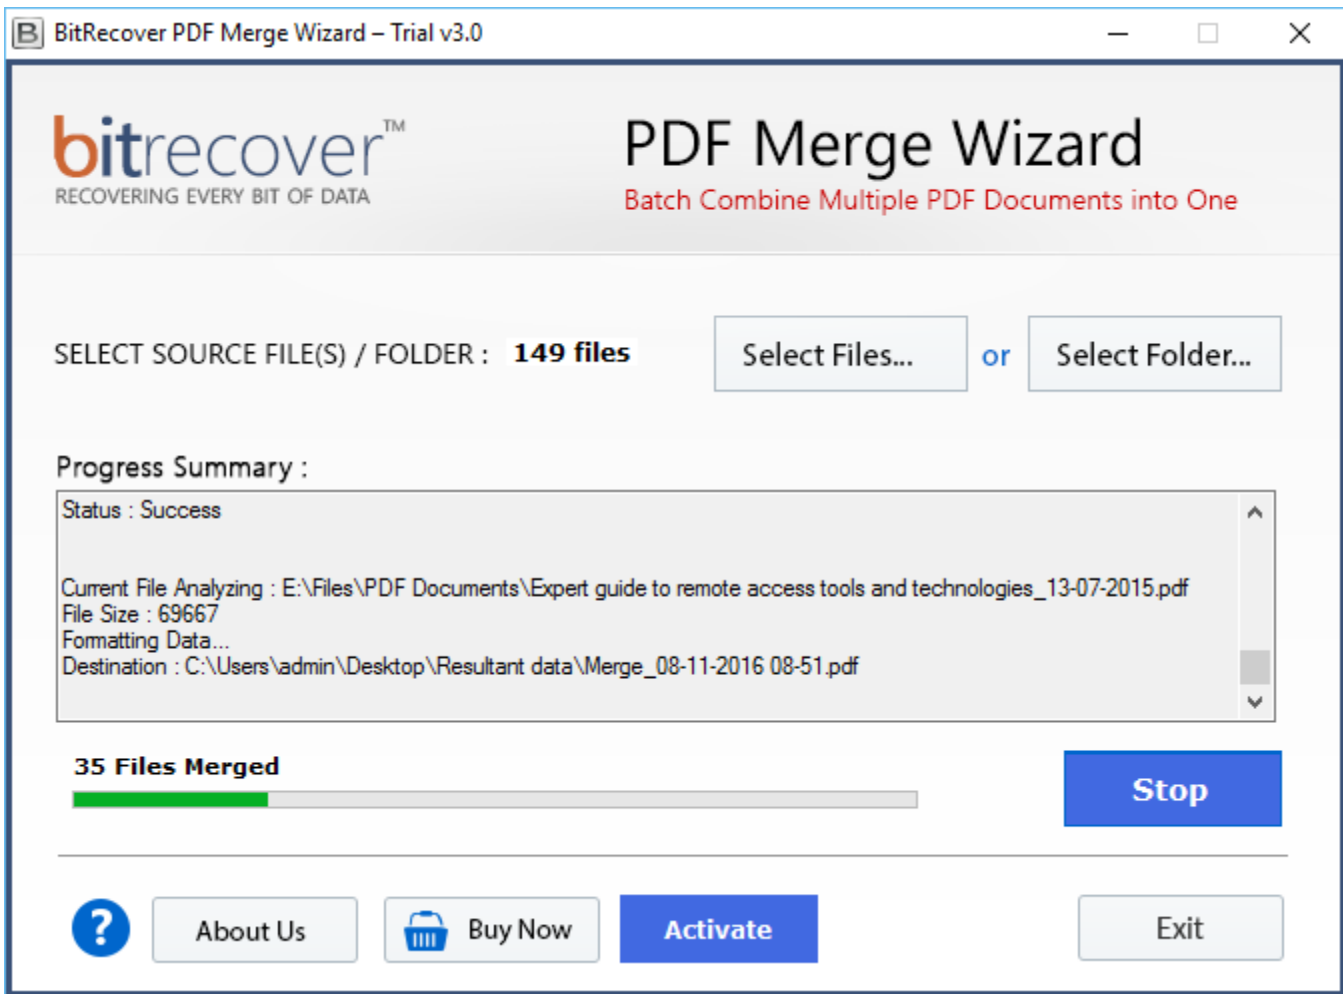 BitRecover PDF Merge Wizard – Trial v3.0
bitrecover™
RECOVERING EVERY BIT OF DATA
PDF Merge Wizard
Batch Combine Multiple PDF Documents into One
SELECT SOURCE FILE(S) / FOLDER : 149 files
Select Files... or Select Folder...
Progress Summary :
Status : Success
Current File Analyzing : E:\Files\PDF Documents\Expert guide to remote access tools and technologies_13-07-2015.pdf
File Size : 69667
Formatting Data...
Destination : C:\Users\admin\Desktop\Resultant data\Merge_08-11-2016 08-51.pdf
35 Files Merged
Stop
? About Us Buy Now Activate Exit